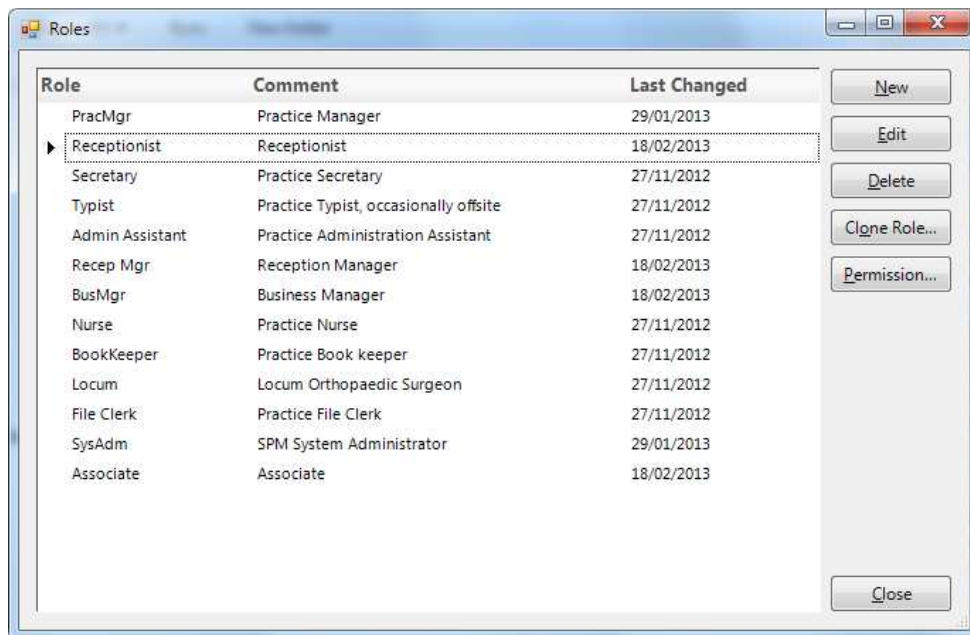 Roles
Role Comment Last Changed
PracMgr Practice Manager 29/01/2013
Receptionist Receptionist 18/02/2013
Secretary Practice Secretary 27/11/2012
Typist Practice Typist, occasionally offsite 27/11/2012
Admin Assistant Practice Administration Assistant 27/11/2012
Recep Mgr Reception Manager 18/02/2013
BusMgr Business Manager 18/02/2013
Nurse Practice Nurse 27/11/2012
BookKeeper Practice Book keeper 27/11/2012
Locum Locum Orthopaedic Surgeon 27/11/2012
File Clerk Practice File Clerk 27/11/2012
SysAdm SPM System Administrator 29/01/2013
Associate Associate 18/02/2013
New
Edit
Delete
Clone Role...
Permission...
Close